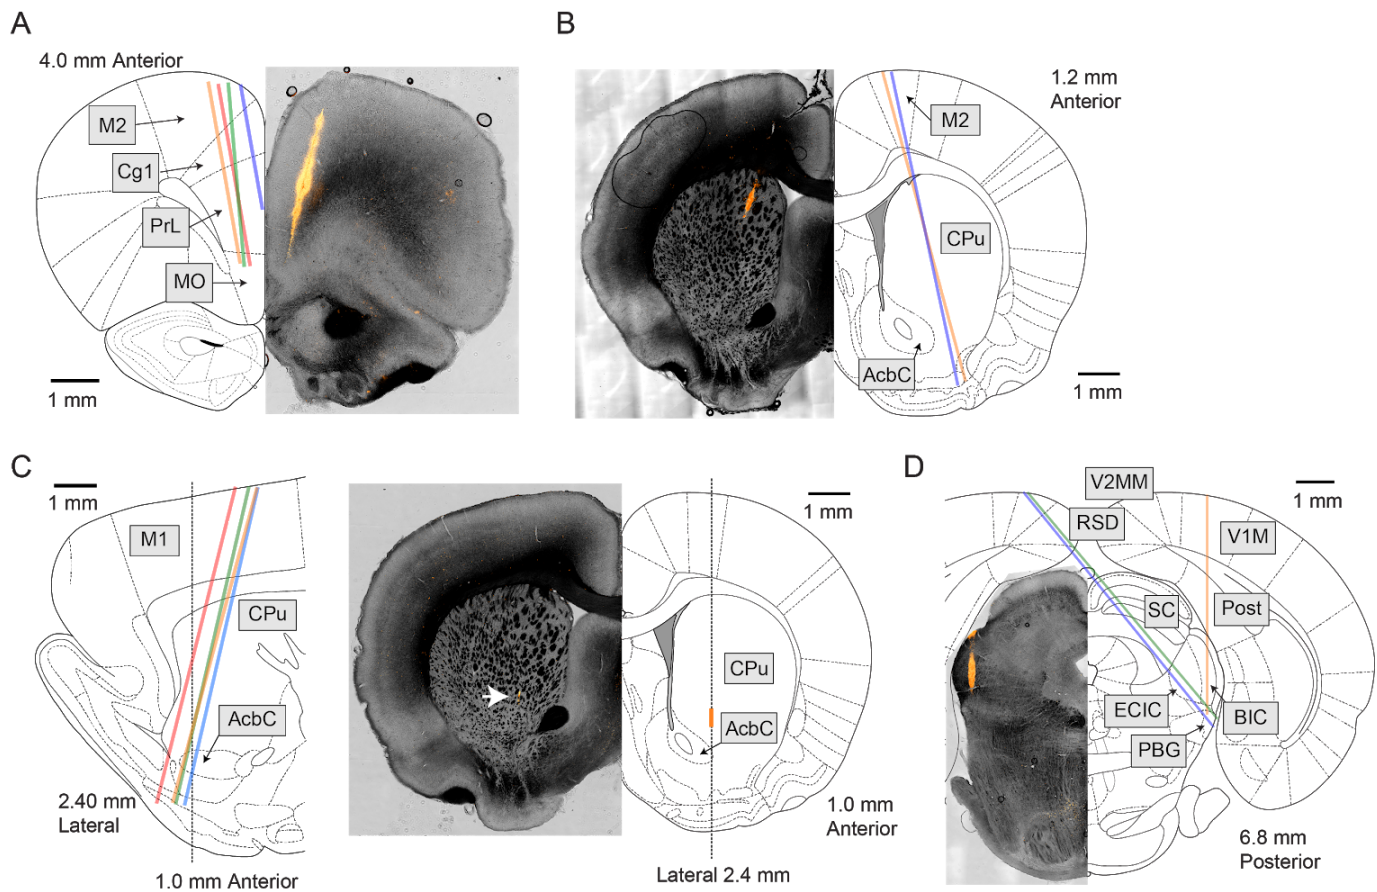 A
4.0 mm Anterior
M2
Cg1
PrL
MO
1 mm
B
1.2 mm
Anterior
M2
CPu
AcbC
1 mm
C
1 mm
M1
CPu
AcbC
2.40 mm
Lateral
1.0 mm Anterior
1 mm
CPu
AcbC
1.0 mm
Anterior
Lateral 2.4 mm
D
V2MM
1 mm
RSD
V1M
SC
Post
ECIC
BIC
PBG
6.8 mm
Posterior